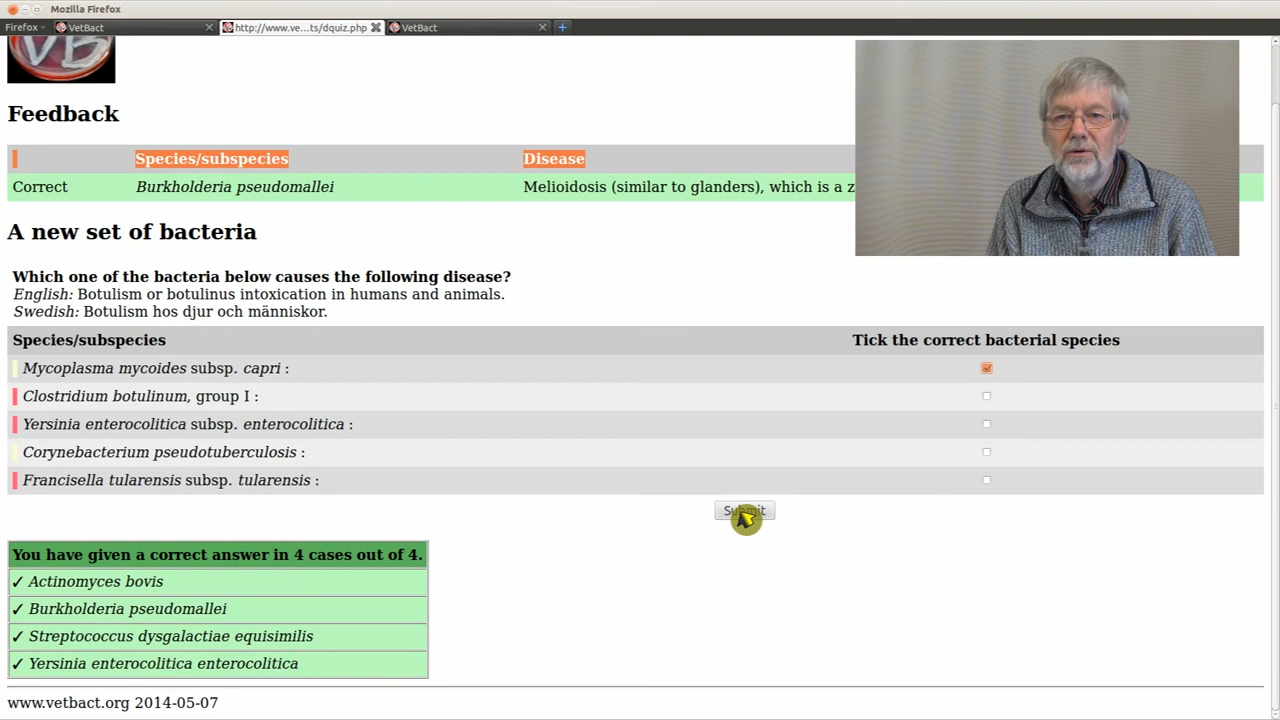 Mozilla Firefox
Firefox
VetBact
http://www.ve...ts/dquiz.php
VetBact
VB
Feedback
Species/subspecies Disease
Correct Burkholderia pseudomallei Melioidosis (similar to glanders), which is a z
A new set of bacteria
Which one of the bacteria below causes the following disease?
English: Botulism or botulinus intoxication in humans and animals.
Swedish: Botulism hos djur och människor.
Species/subspecies Tick the correct bacterial species
Mycoplasma mycoides subsp. capri :
Clostridium botulinum, group I :
Yersinia enterocolitica subsp. enterocolitica :
Corynebacterium pseudotuberculosis :
Francisella tularensis subsp. tularensis :
Submit
You have given a correct answer in 4 cases out of 4.
✓ Actinomyces bovis
✓ Burkholderia pseudomallei
✓ Streptococcus dysgalactiae equisimilis
✓ Yersinia enterocolitica enterocolitica
www.vetbact.org 2014-05-07